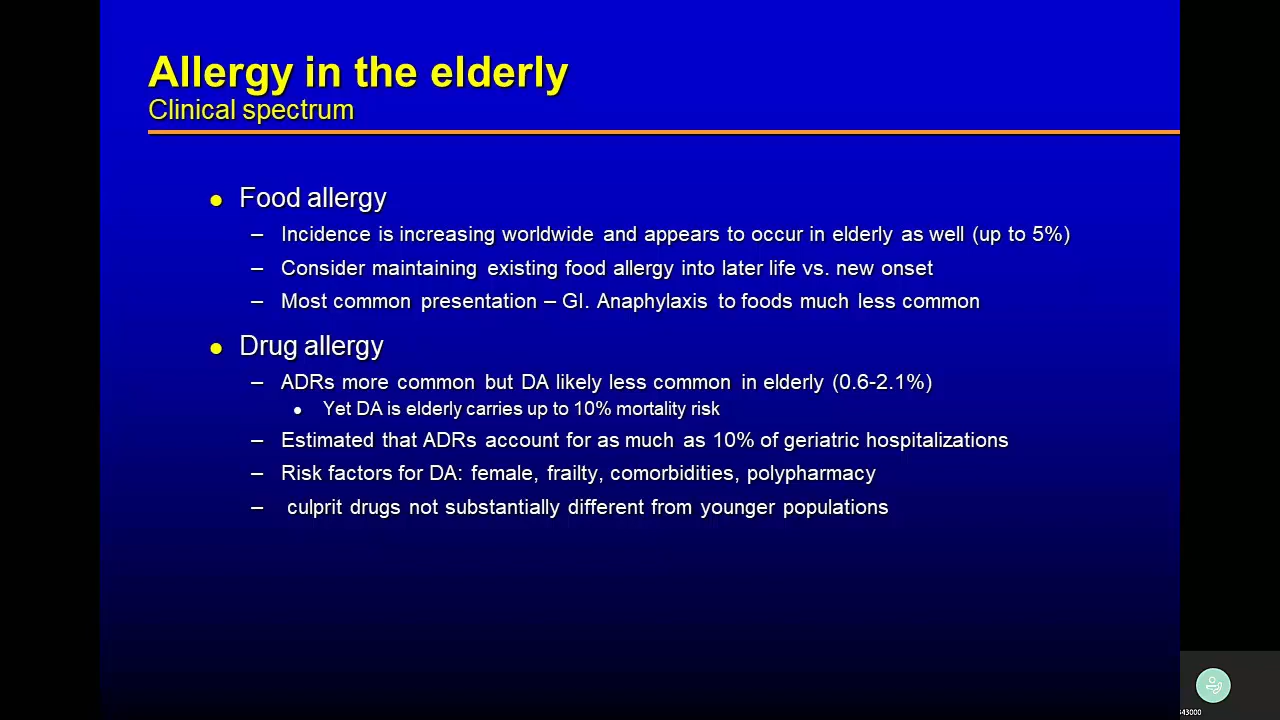 Allergy in the elderly
Clinical spectrum
● Food allergy
– Incidence is increasing worldwide and appears to occur in elderly as well (up to 5%)
– Consider maintaining existing food allergy into later life vs. new onset
– Most common presentation – GI. Anaphylaxis to foods much less common
● Drug allergy
– ADRs more common but DA likely less common in elderly (0.6-2.1%)
● Yet DA is elderly carries up to 10% mortality risk
– Estimated that ADRs account for as much as 10% of geriatric hospitalizations
– Risk factors for DA: female, frailty, comorbidities, polypharmacy
– culprit drugs not substantially different from younger populations